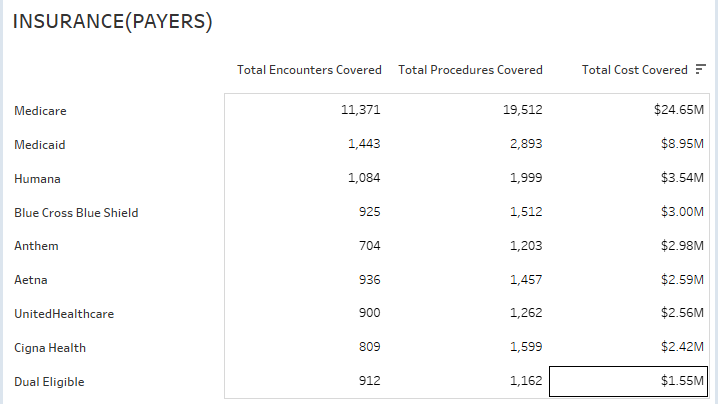 INSURANCE(PAYERS)
Total Encounters Covered Total Procedures Covered Total Cost Covered
Medicare 11,371 19,512 $24.65M
Medicaid 1,443 2,893 $8.95M
Humana 1,084 1,999 $3.54M
Blue Cross Blue Shield 925 1,512 $3.00M
Anthem 704 1,203 $2.98M
Aetna 936 1,457 $2.59M
UnitedHealthcare 900 1,262 $2.56M
Cigna Health 809 1,599 $2.42M
Dual Eligible 912 1,162 $1.55M